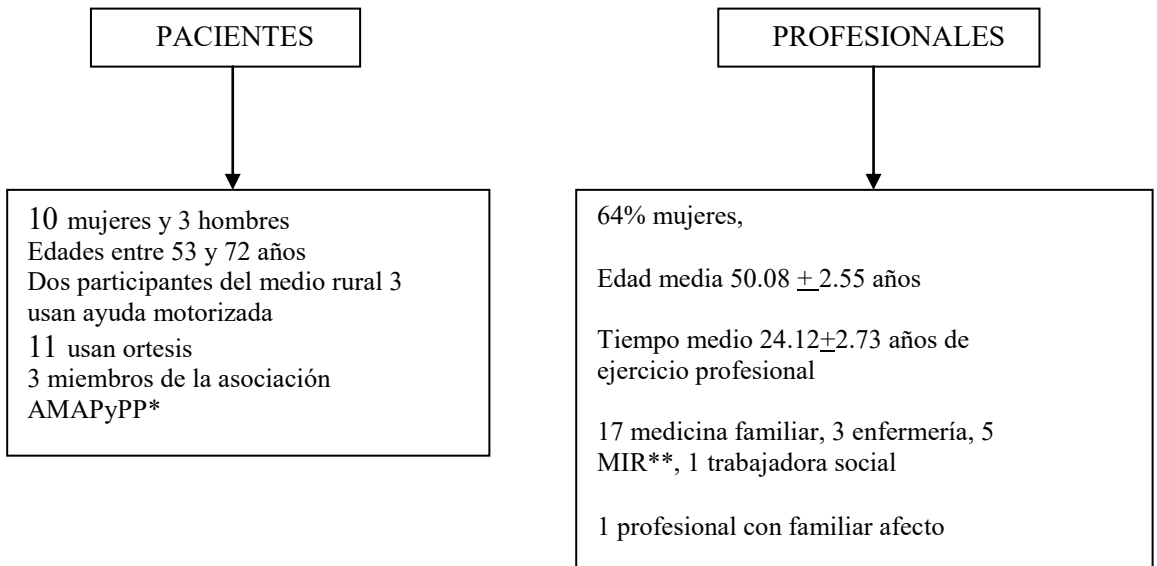 PACIENTES
10 mujeres y 3 hombres
Edades entre 53 y 72 años
Dos participantes del medio rural 3
usan ayuda motorizada
11 usan ortesis
3 miembros de la asociación
AMAPyPP*
PROFESIONALES
64% mujeres,
Edad media 50.08 + 2.55 años
Tiempo medio 24.12+2.73 años de
ejercicio profesional
17 medicina familiar, 3 enfermería, 5
MIR**, 1 trabajadora social
1 profesional con familiar afecto